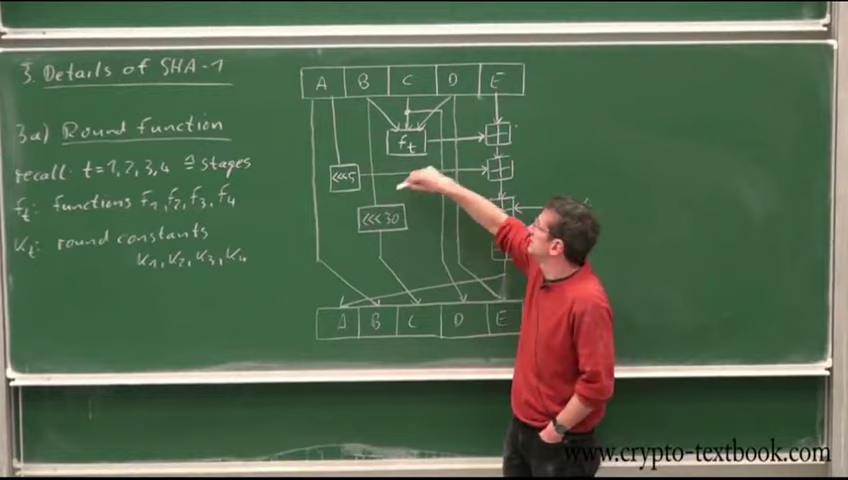 3. Details of SHA-1
3a) Round function
recall: t=1,2,3,4 ≙ stages
f_t: functions f_1, f_2, f_3, f_4
K_t: round constants
K_1, K_2, K_3, K_4
A B C D E
f_t
<<<5
<<<30
A B C D E
www.crypto-textbook.com